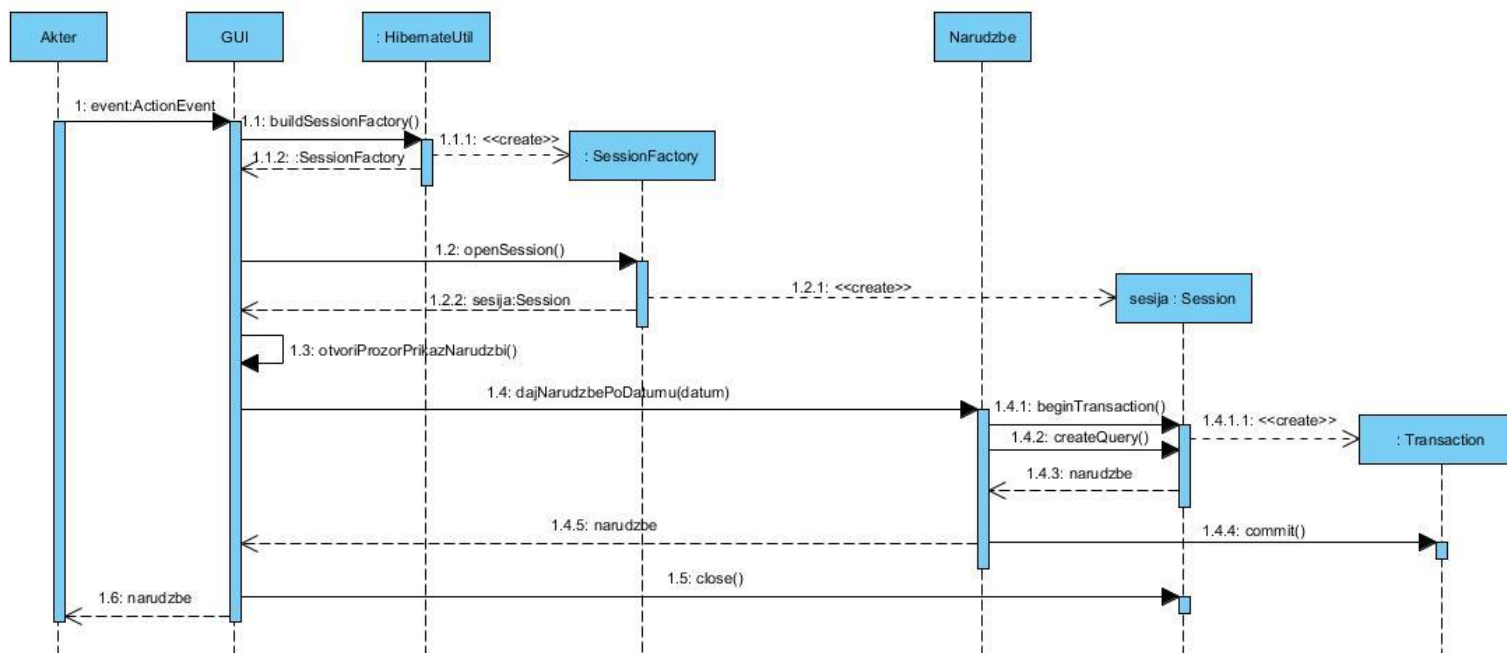 Akter
GUI
: HibernateUtil
Narudzbe
1: event:ActionEvent
1.1: buildSessionFactory()
1.1.1: <<create>>
: SessionFactory
1.1.2: :SessionFactory
1.2: openSession()
1.2.1: <<create>>
sesija : Session
1.2.2: sesija:Session
1.3: otvoriProzorPrikazNarudzbi()
1.4: dajNarudzbePoDatumu(datum)
1.4.1: beginTransaction()
1.4.1.1: <<create>>
: Transaction
1.4.2: createQuery()
1.4.3: narudzbe
1.4.5: narudzbe
1.4.4: commit()
1.5: close()
1.6: narudzbe